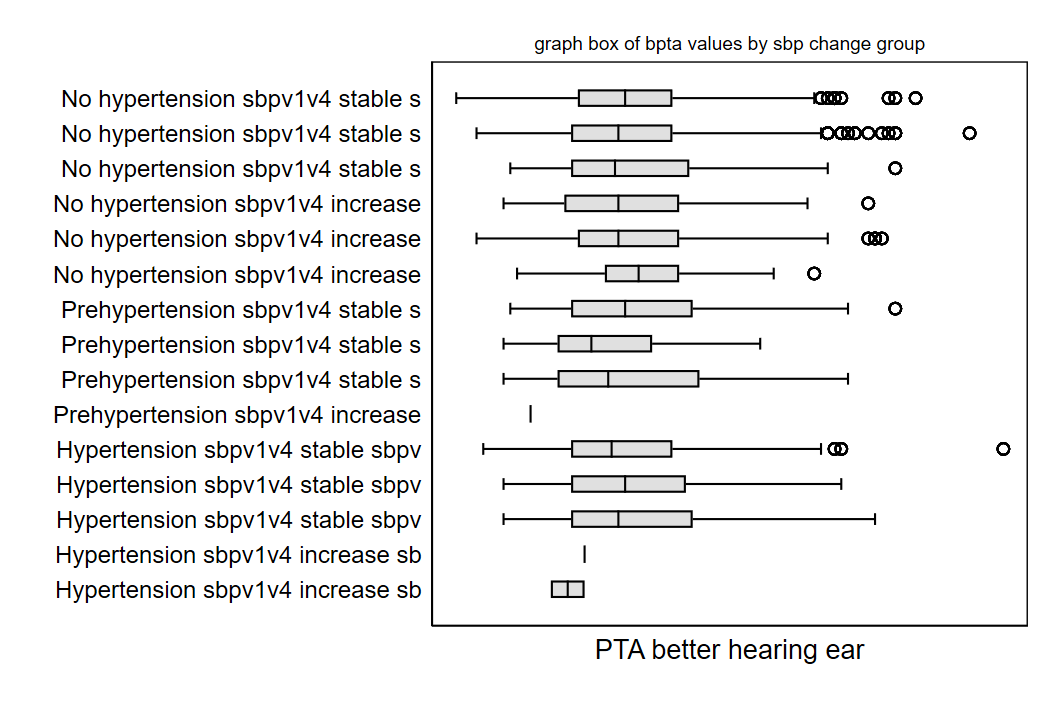 graph box of bpta values by sbp change group
No hypertension sbpv1v4 stable s
No hypertension sbpv1v4 stable s
No hypertension sbpv1v4 stable s
No hypertension sbpv1v4 increase
No hypertension sbpv1v4 increase
No hypertension sbpv1v4 increase
Prehypertension sbpv1v4 stable s
Prehypertension sbpv1v4 stable s
Prehypertension sbpv1v4 stable s
Prehypertension sbpv1v4 increase
Hypertension sbpv1v4 stable sbpv
Hypertension sbpv1v4 stable sbpv
Hypertension sbpv1v4 stable sbpv
Hypertension sbpv1v4 increase sb
Hypertension sbpv1v4 increase sb
PTA better hearing ear